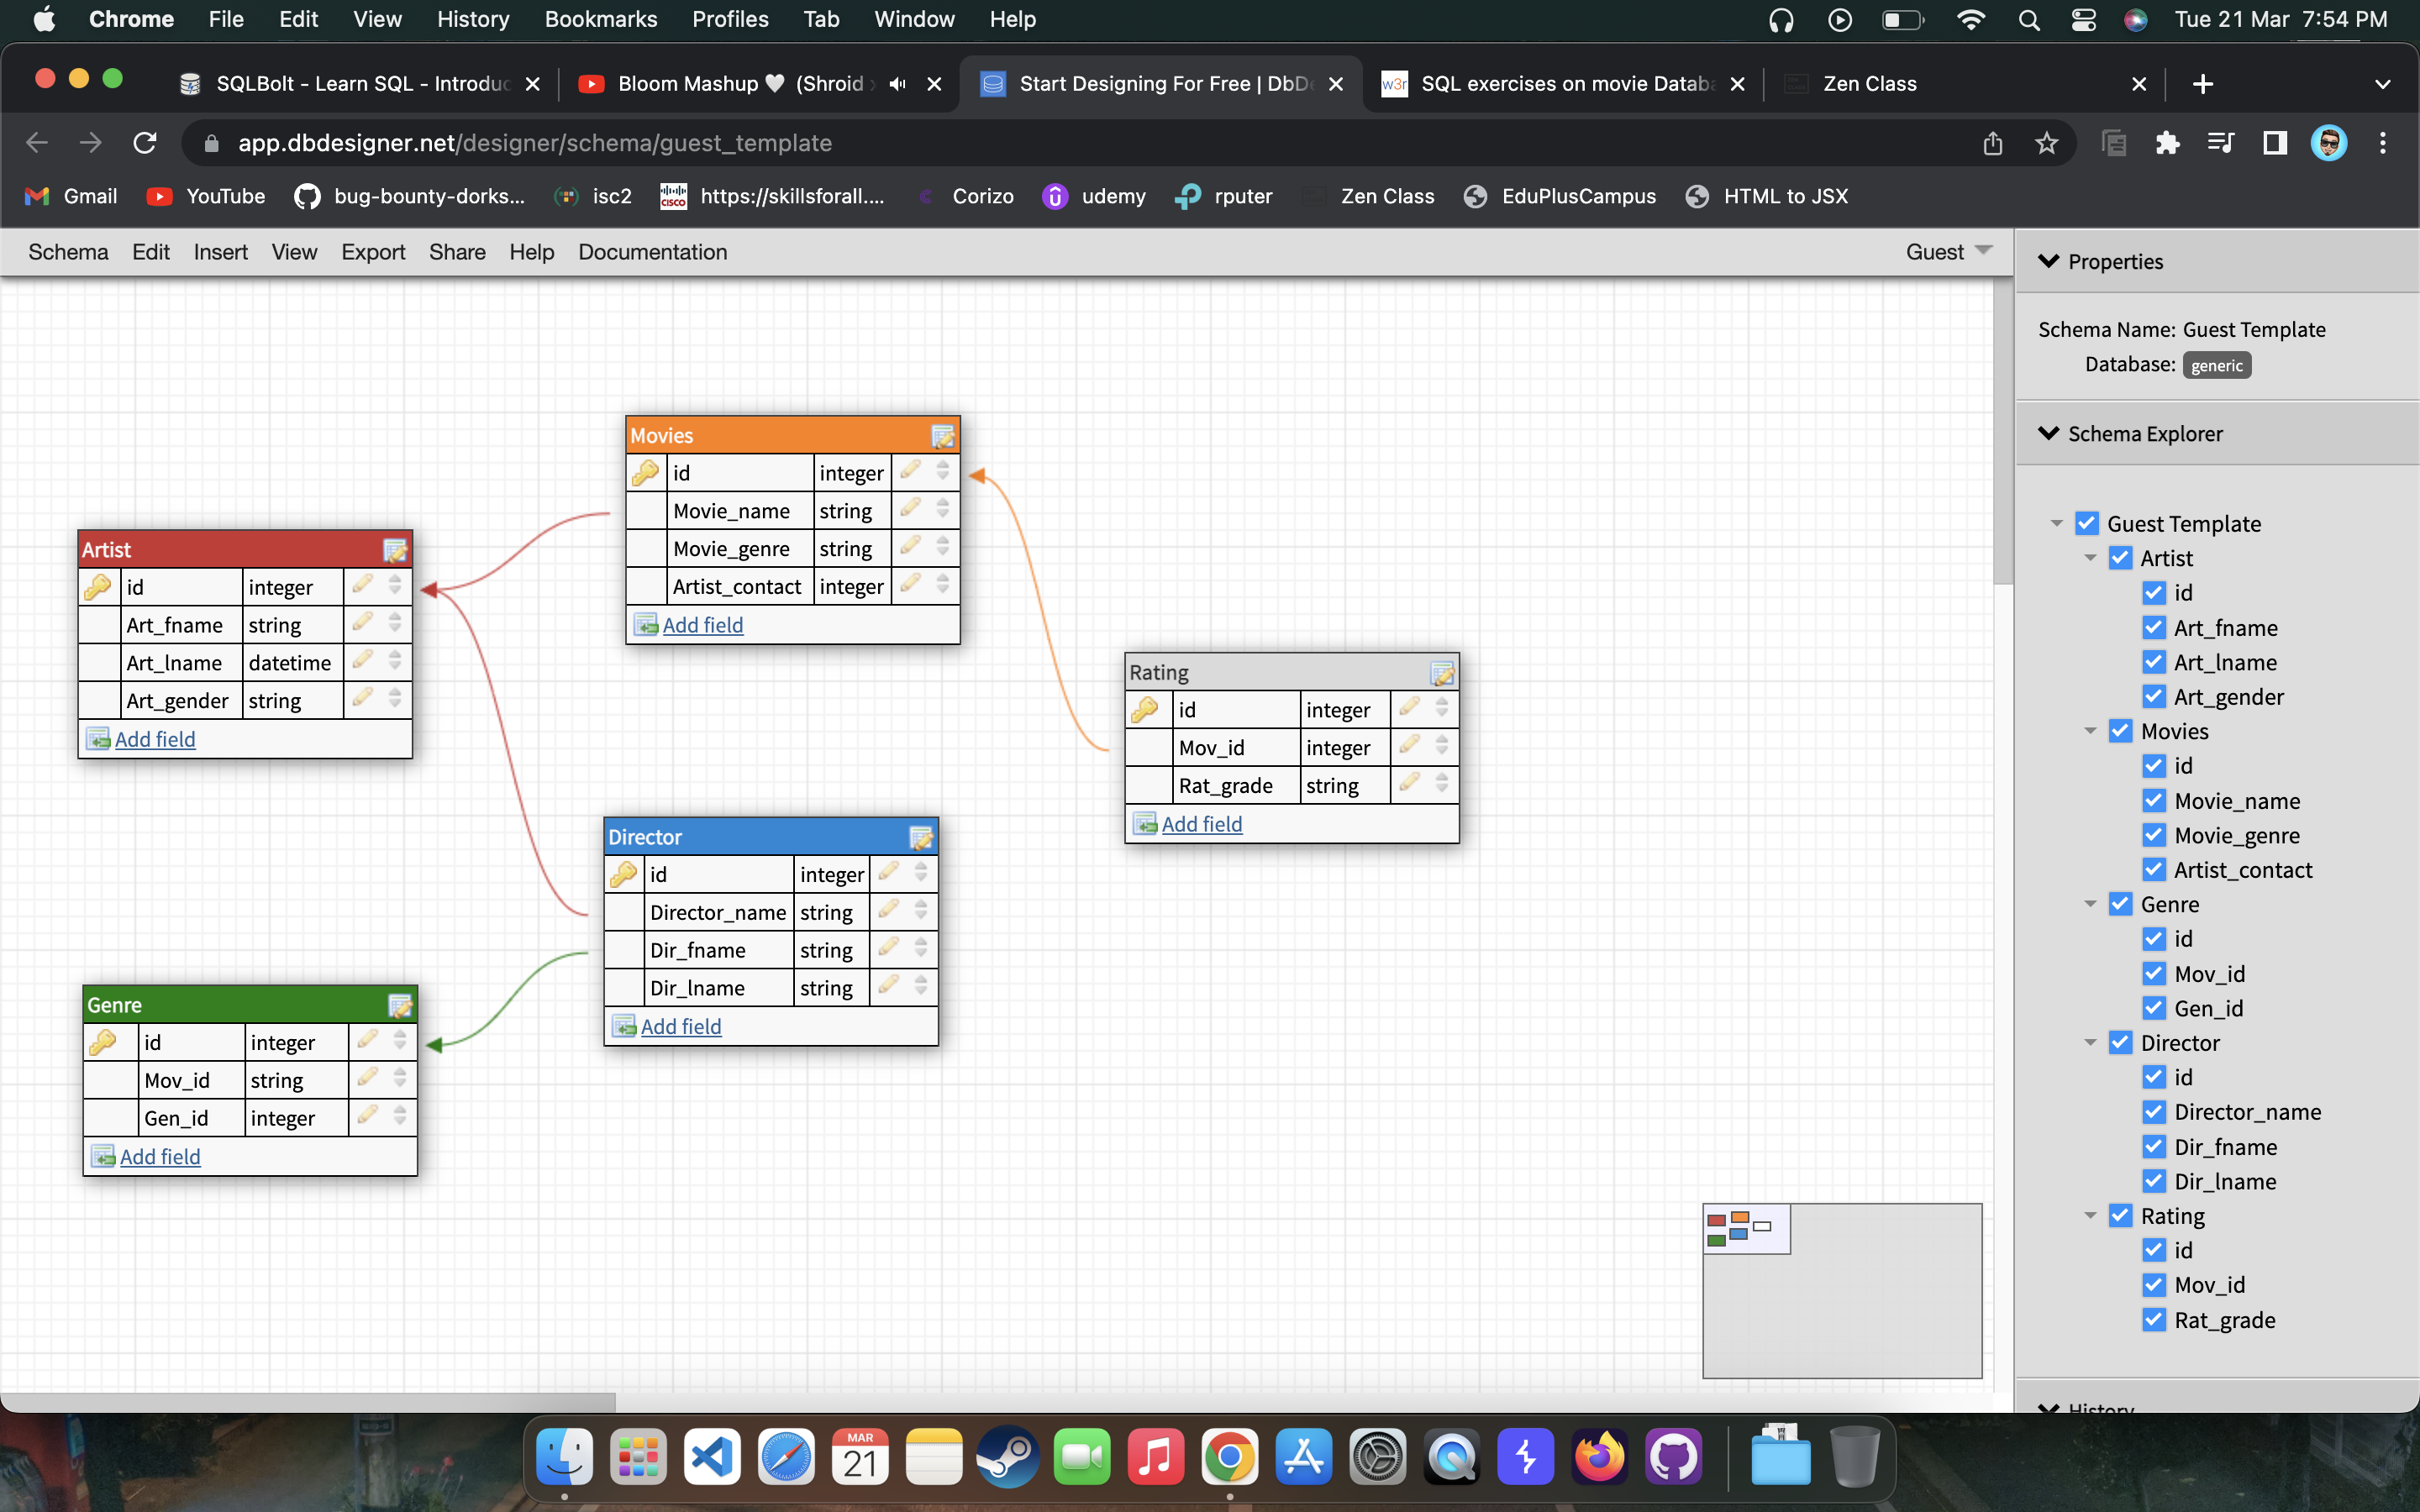 Chrome File Edit View History Bookmarks Profiles Tab Window Help Tue 21 Mar 7:54 PM
SQLBolt - Learn SQL - Introduc Bloom Mashup 🤍 (Shroid x Start Designing For Free | DbDe w3r SQL exercises on movie Databa Zen Class
app.dbdesigner.net/designer/schema/guest_template
Gmail YouTube bug-bounty-dorks... isc2 CISCO https://skillsforall.... Corizo udemy rputer Zen Class EduPlusCampus HTML to JSX
Schema Edit Insert View Export Share Help Documentation Guest
Movies
id integer
Movie_name string
Movie_genre string
Artist_contact integer
Add field
Artist
id integer
Art_fname string
Art_lname datetime
Art_gender string
Add field
Rating
id integer
Mov_id integer
Rat_grade string
Add field
Director
id integer
Director_name string
Dir_fname string
Dir_lname string
Add field
Genre
id integer
Mov_id string
Gen_id integer
Add field
Properties
Schema Name: Guest Template
Database: generic
Schema Explorer
Guest Template
Artist
id
Art_fname
Art_lname
Art_gender
Movies
id
Movie_name
Movie_genre
Artist_contact
Genre
id
Mov_id
Gen_id
Director
id
Director_name
Dir_fname
Dir_lname
Rating
id
Mov_id
Rat_grade
History
MAR
21